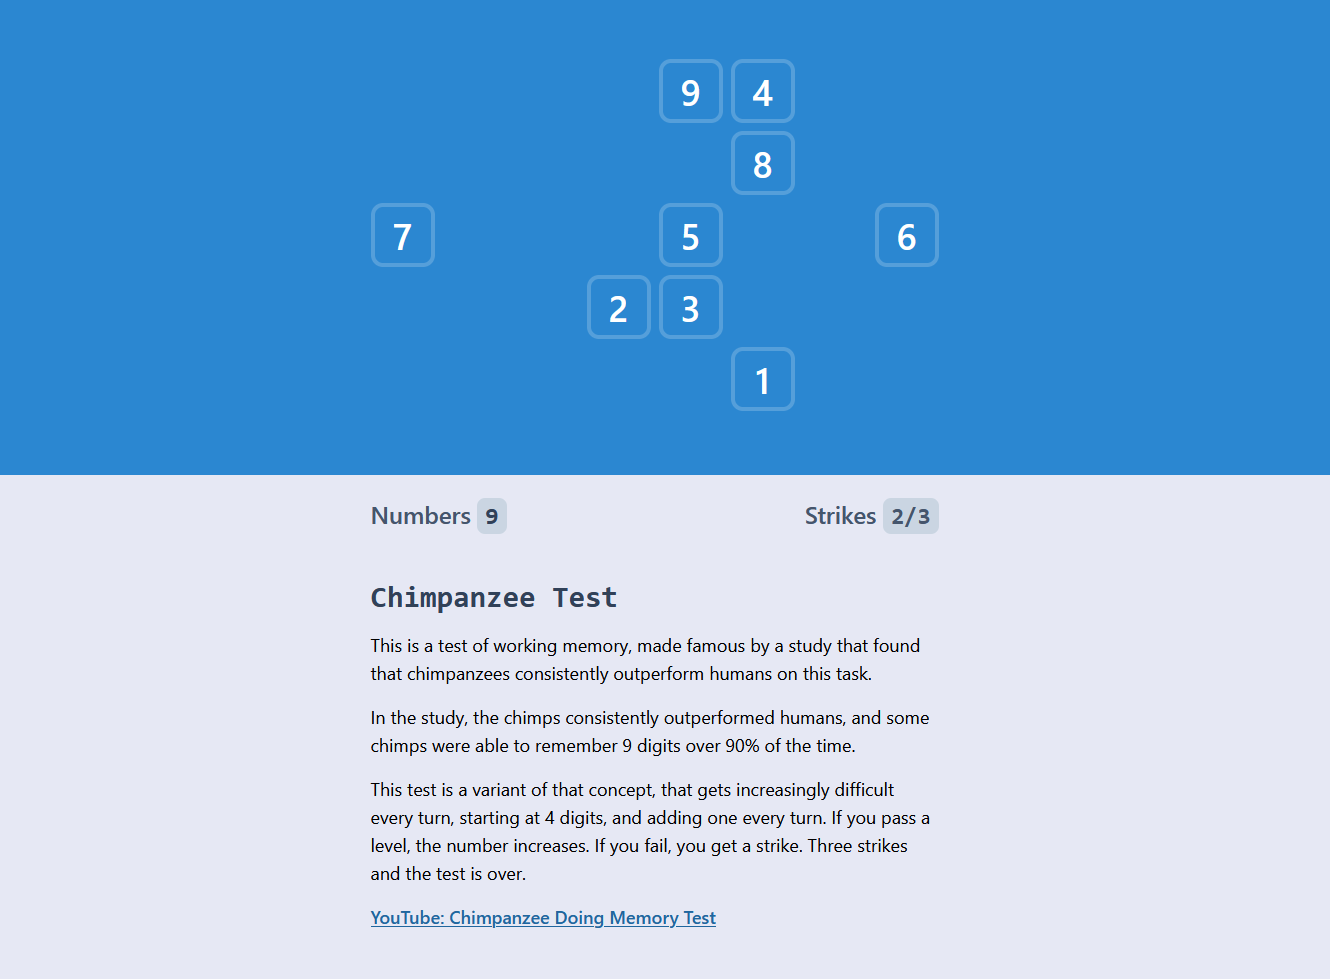 9 4
8
7 5 6
2 3
1
Numbers 9 Strikes 2/3
Chimpanzee Test
This is a test of working memory, made famous by a study that found
that chimpanzees consistently outperform humans on this task.
In the study, the chimps consistently outperformed humans, and some
chimps were able to remember 9 digits over 90% of the time.
This test is a variant of that concept, that gets increasingly difficult
every turn, starting at 4 digits, and adding one every turn. If you pass a
level, the number increases. If you fail, you get a strike. Three strikes
and the test is over.
YouTube: Chimpanzee Doing Memory Test